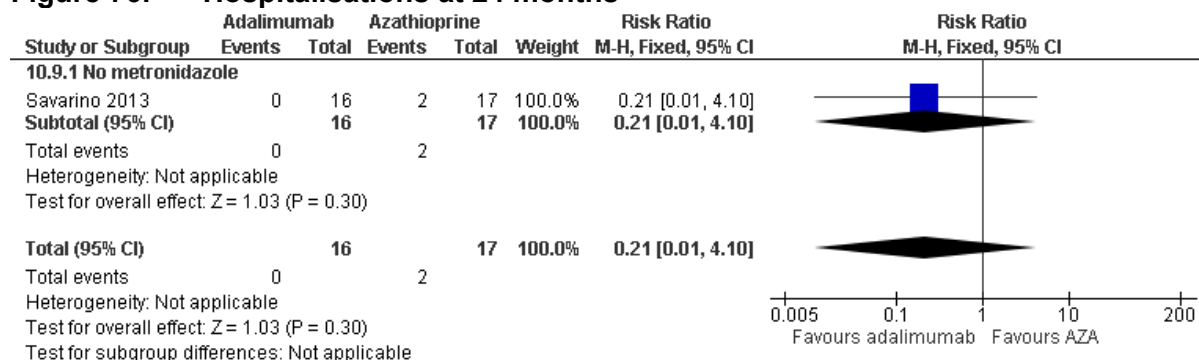 Hospitalisations at 24 months
Adalimumab Azathioprine Risk Ratio Risk Ratio
Study or Subgroup Events Total Events Total Weight M-H, Fixed, 95% CI M-H, Fixed, 95% CI
10.9.1 No metronidazole
Savarino 2013 0 16 2 17 100.0% 0.21 [0.01, 4.10]
Subtotal (95% CI) 16 17 100.0% 0.21 [0.01, 4.10]
Total events 0 2
Heterogeneity: Not applicable
Test for overall effect: Z = 1.03 (P = 0.30)
Total (95% CI) 16 17 100.0% 0.21 [0.01, 4.10]
Total events 0 2
Heterogeneity: Not applicable
Test for overall effect: Z = 1.03 (P = 0.30)
Test for subgroup differences: Not applicable
0.005 0.1 1 10 200
Favours adalimumab Favours AZA